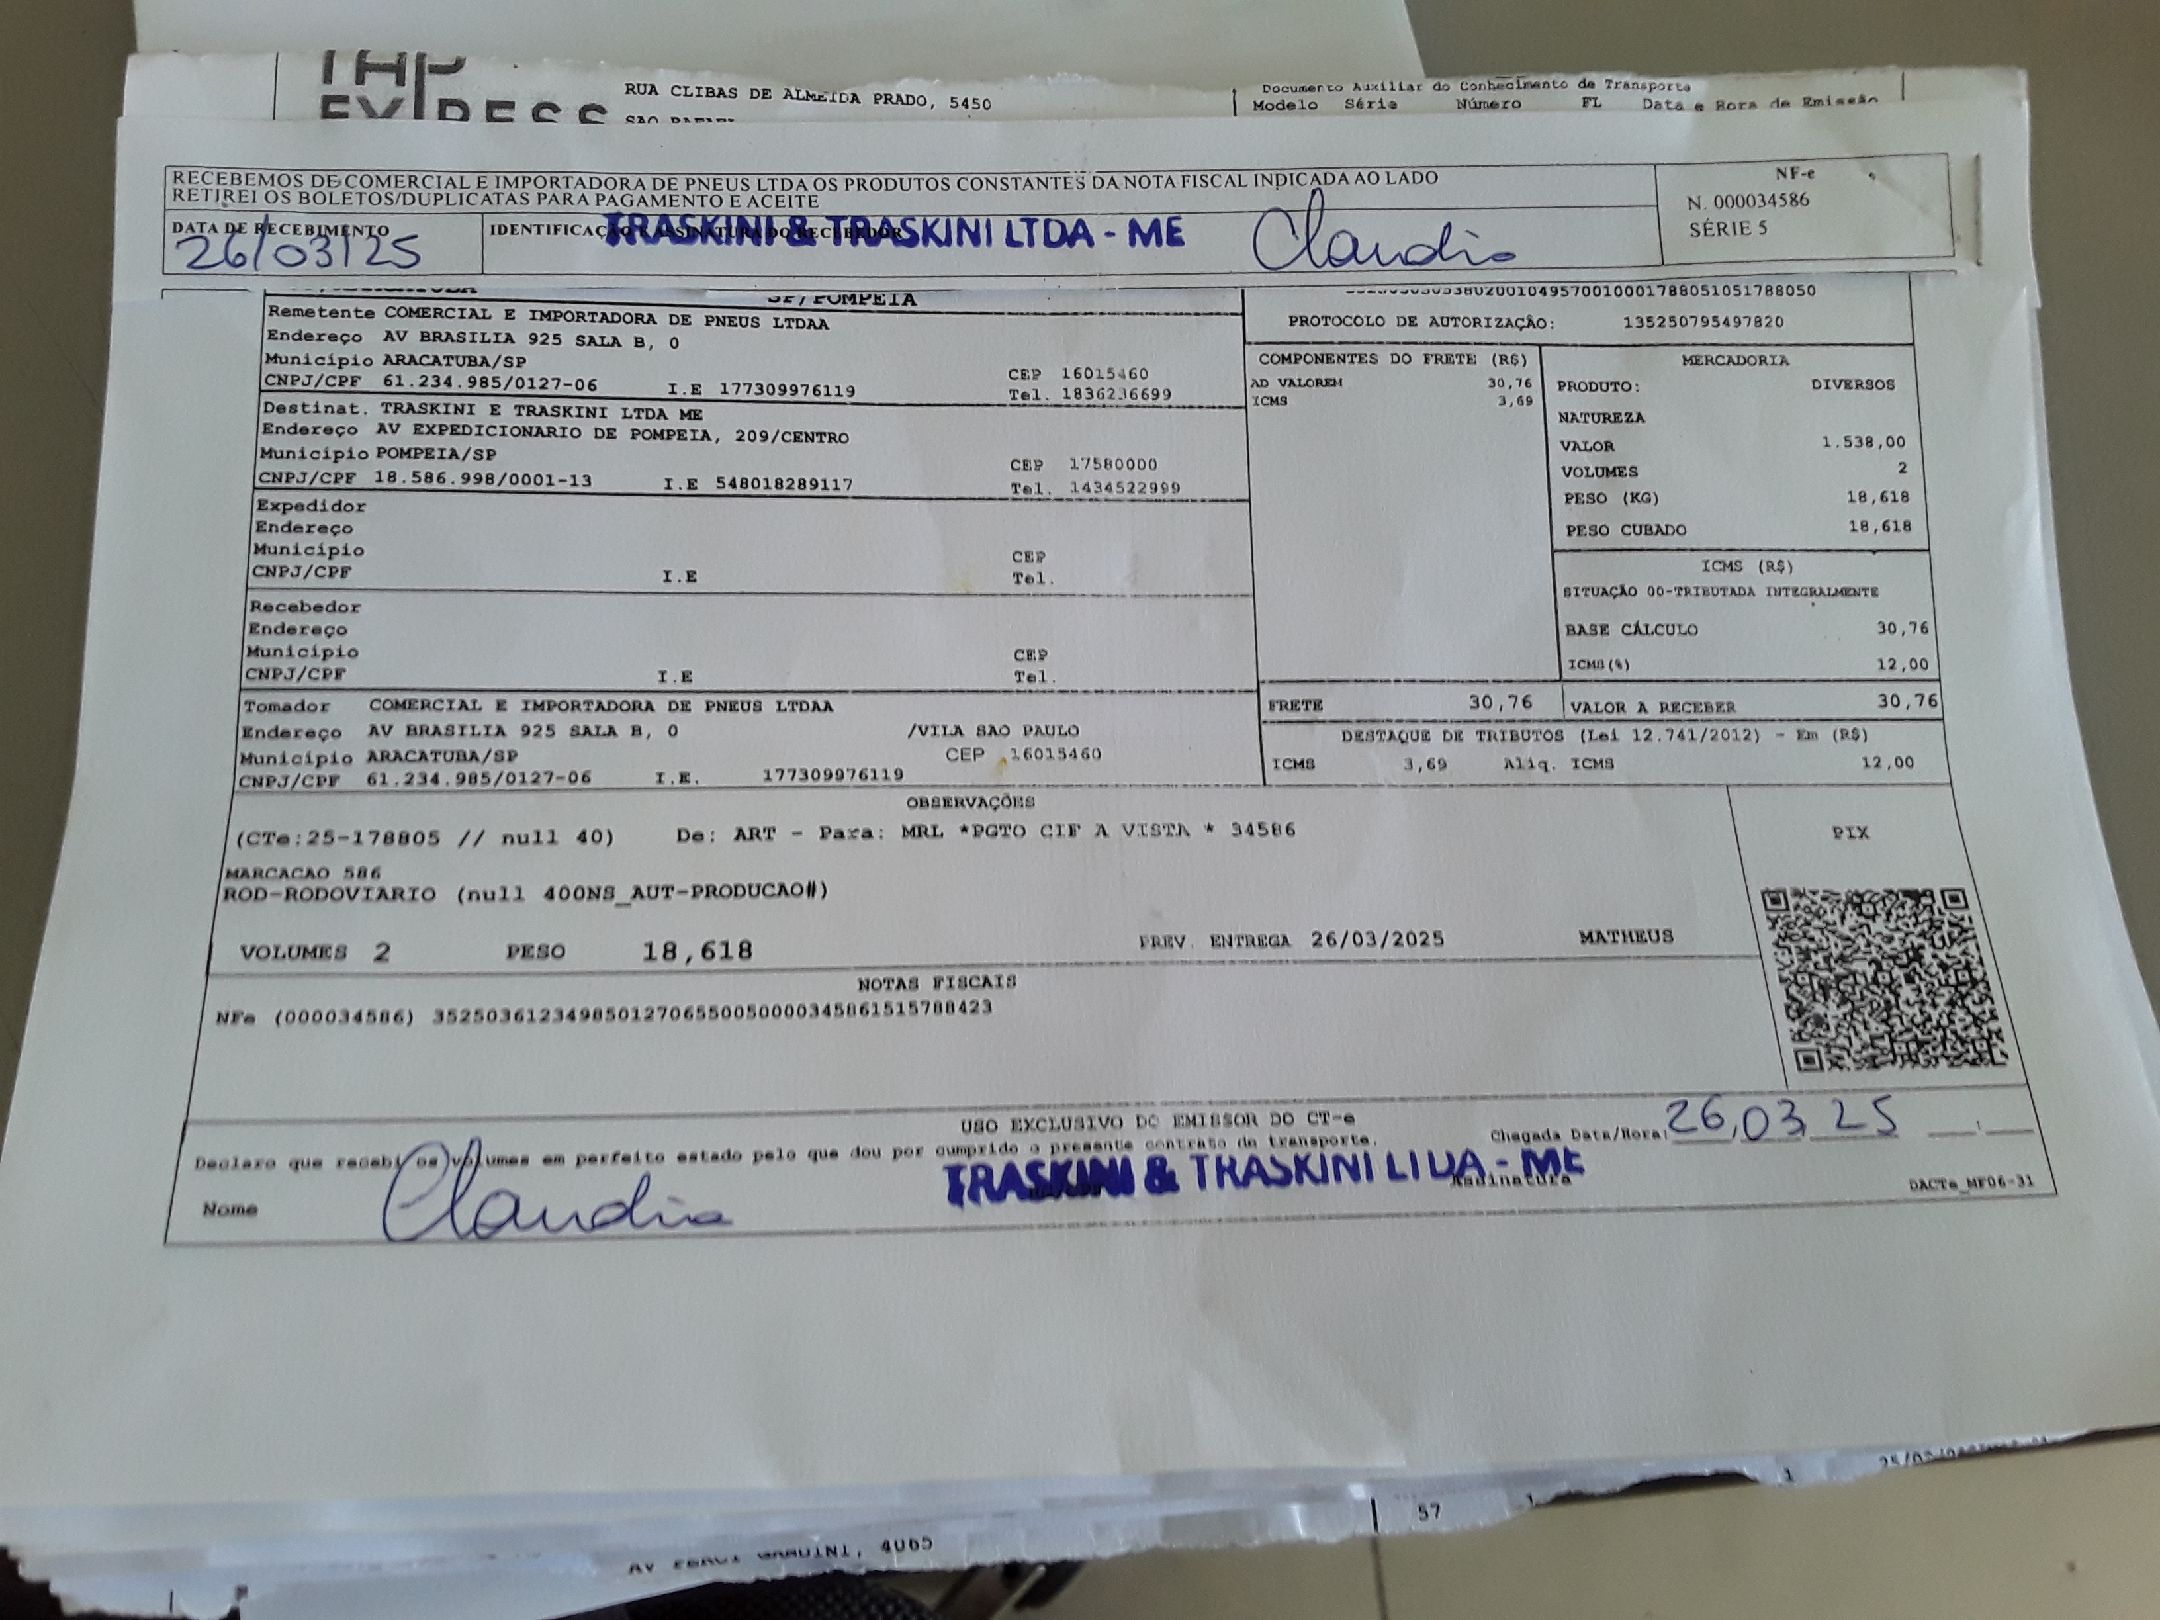 RUA CLIBAS DE ALMEIDA PRADO, 5450
Documento Auxiliar do Conhecimento de Transporte
Modelo Série Número FL Data e Hora de Emissão
RECEBEMOS DE COMERCIAL E IMPORTADORA DE PNEUS LTDA OS PRODUTOS CONSTANTES DA NOTA FISCAL INDICADA AO LADO
RETIREI OS BOLETOS/DUPLICATAS PARA PAGAMENTO E ACEITE
NF-e
N. 000034586
SÉRIE 5
DATA DE RECEBIMENTO
26/03/25
IDENTIFICAÇÃO E ASSINATURA DO RECEBEDOR
TRASKINI & TRASKINI LTDA - ME
Claudio
SP/POMPEIA
Remetente COMERCIAL E IMPORTADORA DE PNEUS LTDAA
Endereço AV BRASILIA 925 SALA B, 0
Município ARACATUBA/SP CEP 16015460
CNPJ/CPF 61.234.985/0127-06 I.E 177309976119 Tel. 1836236699
Destinat. TRASKINI E TRASKINI LTDA ME
Endereço AV EXPEDICIONARIO DE POMPEIA, 209/CENTRO
Município POMPEIA/SP CEP 17580000
CNPJ/CPF 18.586.998/0001-13 I.E 548018289117 Tel. 1434522999
Expedidor
Endereço
Município CEP
CNPJ/CPF I.E Tel.
Recebedor
Endereço
Município CEP
CNPJ/CPF I.E Tel.
Tomador COMERCIAL E IMPORTADORA DE PNEUS LTDAA
Endereço AV BRASILIA 925 SALA B, 0 /VILA SAO PAULO
Município ARACATUBA/SP CEP 16015460
CNPJ/CPF 61.234.985/0127-06 I.E. 177309976119
PROTOCOLO DE AUTORIZAÇÃO: 135250795497820
COMPONENTES DO FRETE (R$)
AD VALOREM 30,76
ICMS 3,69
MERCADORIA
PRODUTO: DIVERSOS
NATUREZA
VALOR 1.538,00
VOLUMES 2
PESO (KG) 18,618
PESO CUBADO 18,618
ICMS (R$)
SITUAÇÃO 00-TRIBUTADA INTEGRALMENTE
BASE CÁLCULO 30,76
ICMS(%) 12,00
FRETE 30,76 VALOR A RECEBER 30,76
DESTAQUE DE TRIBUTOS (Lei 12.741/2012) - Em (R$)
ICMS 3,69 Aliq. ICMS 12,00
OBSERVAÇÕES
(CTe:25-178805 // null 40) De: ART - Para: MRL *PGTO CIF A VISTA * 34586
MARCACAO 586
ROD-RODOVIARIO (null 400NS_AUT-PRODUCAO#)
VOLUMES 2 PESO 18,618 PREV. ENTREGA 26/03/2025 MATHEUS
PIX
NOTAS FISCAIS
NFe (000034586) 35250361234985012706550050000345861515788423
USO EXCLUSIVO DO EMISSOR DO CT-e
Declaro que recebi os volumes em perfeito estado pelo que dou por cumprido o presente contrato de transporte.
Chegada Data/Hora: 26/03/25
Nome Claudio
TRASKINI & TRASKINI LTDA - ME
Assinatura
DACTe_MF06-31
57 1
1
4065